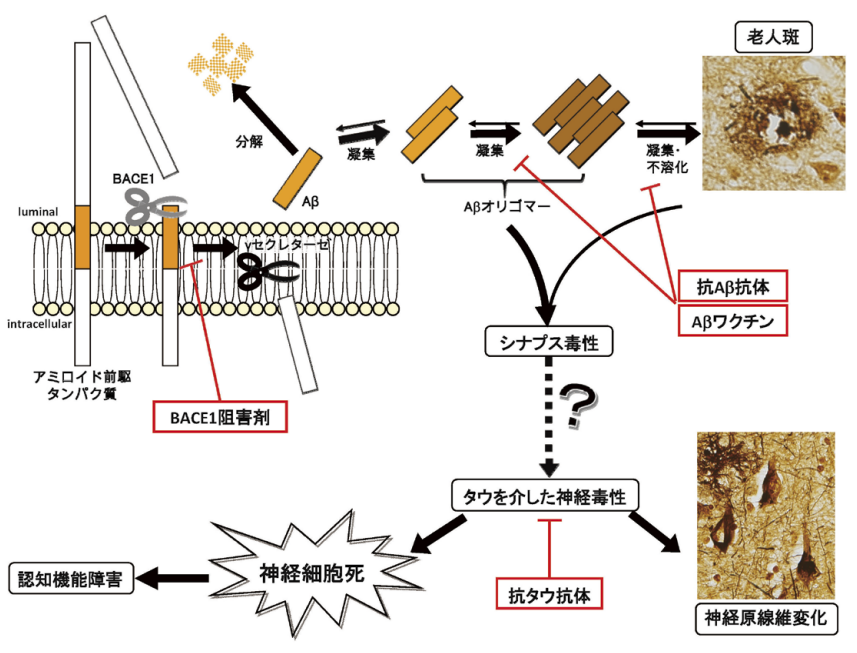 老人斑
分解
凝集
凝集
凝集・
不溶化
BACE1
Aβ
Aβオリゴマー
luminal
γセクレターゼ
抗Aβ抗体
Aβワクチン
intracellular
シナプス毒性
アミロイド前駆
タンパク質
BACE1阻害剤
?
タウを介した神経毒性
神経細胞死
認知機能障害
抗タウ抗体
神経原線維変化